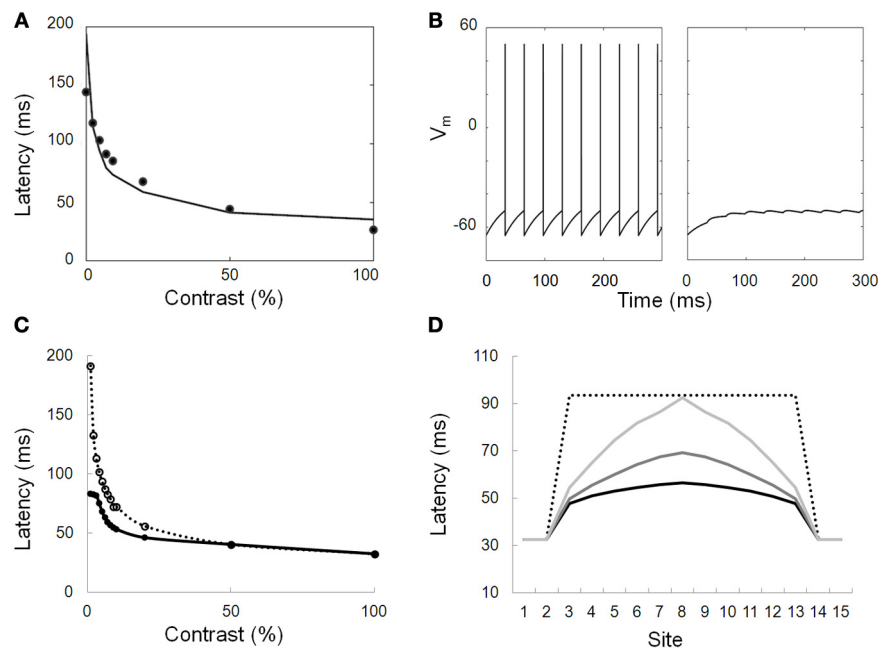 A
200
150
100
50
0
Latency (ms)
0 50 100
Contrast (%)
B
60
0
-60
V_m
0 100 200 0 100 200 300
Time (ms)
C
200
150
100
50
0
Latency (ms)
0 50 100
Contrast (%)
D
110
90
70
50
30
10
Latency (ms)
1 2 3 4 5 6 7 8 9 10 11 12 13 14 15
Site